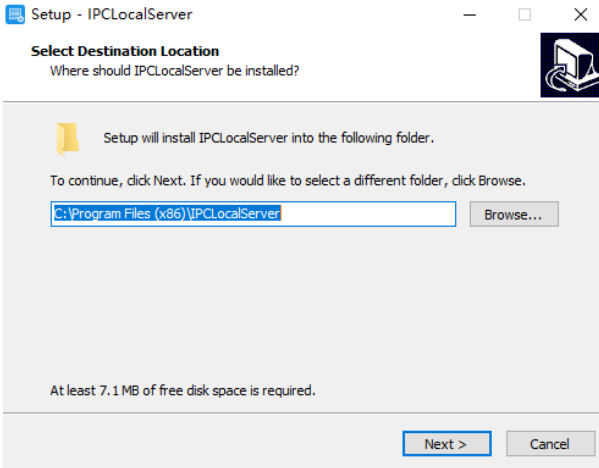 Setup - IPCLocalServer
Select Destination Location
Where should IPCLocalServer be installed?
Setup will install IPCLocalServer into the following folder.
To continue, click Next. If you would like to select a different folder, click Browse.
C:\Program Files (x86)\IPCLocalServer
Browse...
At least 7.1 MB of free disk space is required.
Next >
Cancel